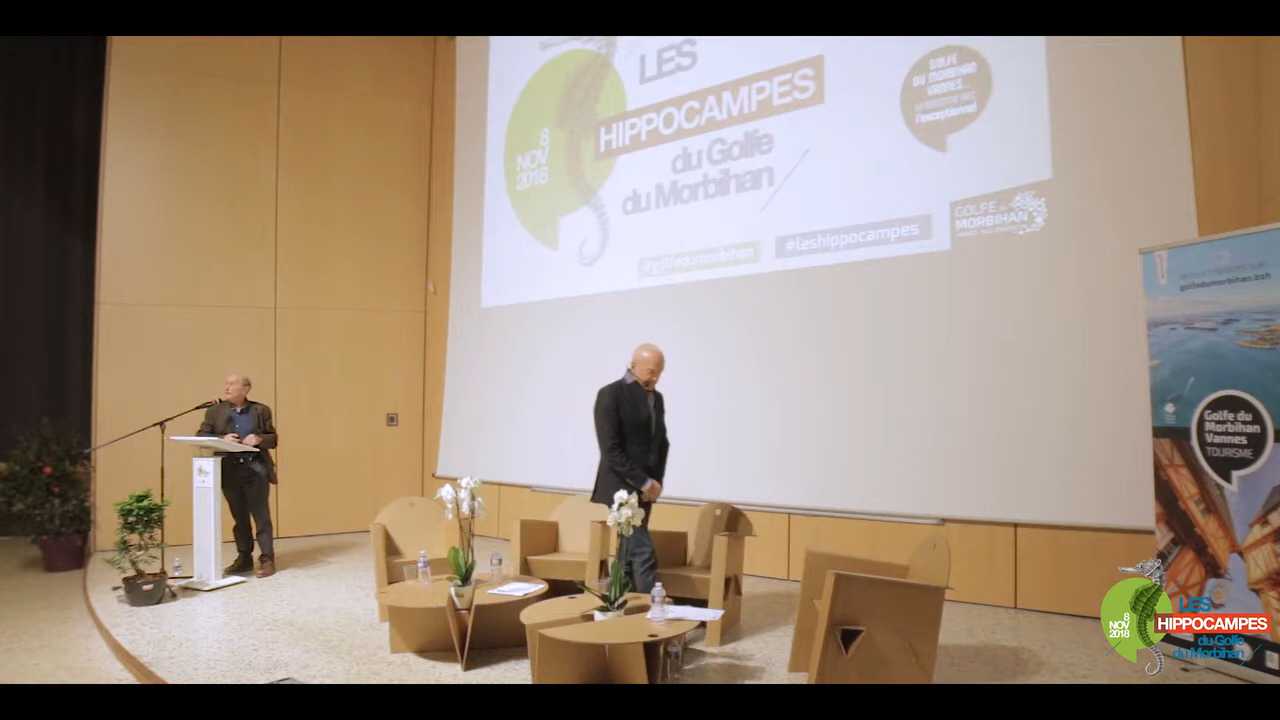 LES
HIPPOCAMPES
du Golfe
du Morbihan
8
NOV
2018
GOLFE
DU MORBIHAN
VANNES...
l'exceptionnel
#golfedumorbihan
#leshippocampes
GOLFE DU
MORBIHAN
golfedumorbihan.bzh
Golfe du
Morbihan
Vannes
TOURISME
8
NOV
2018
LES
HIPPOCAMPES
du Golfe
du Morbihan